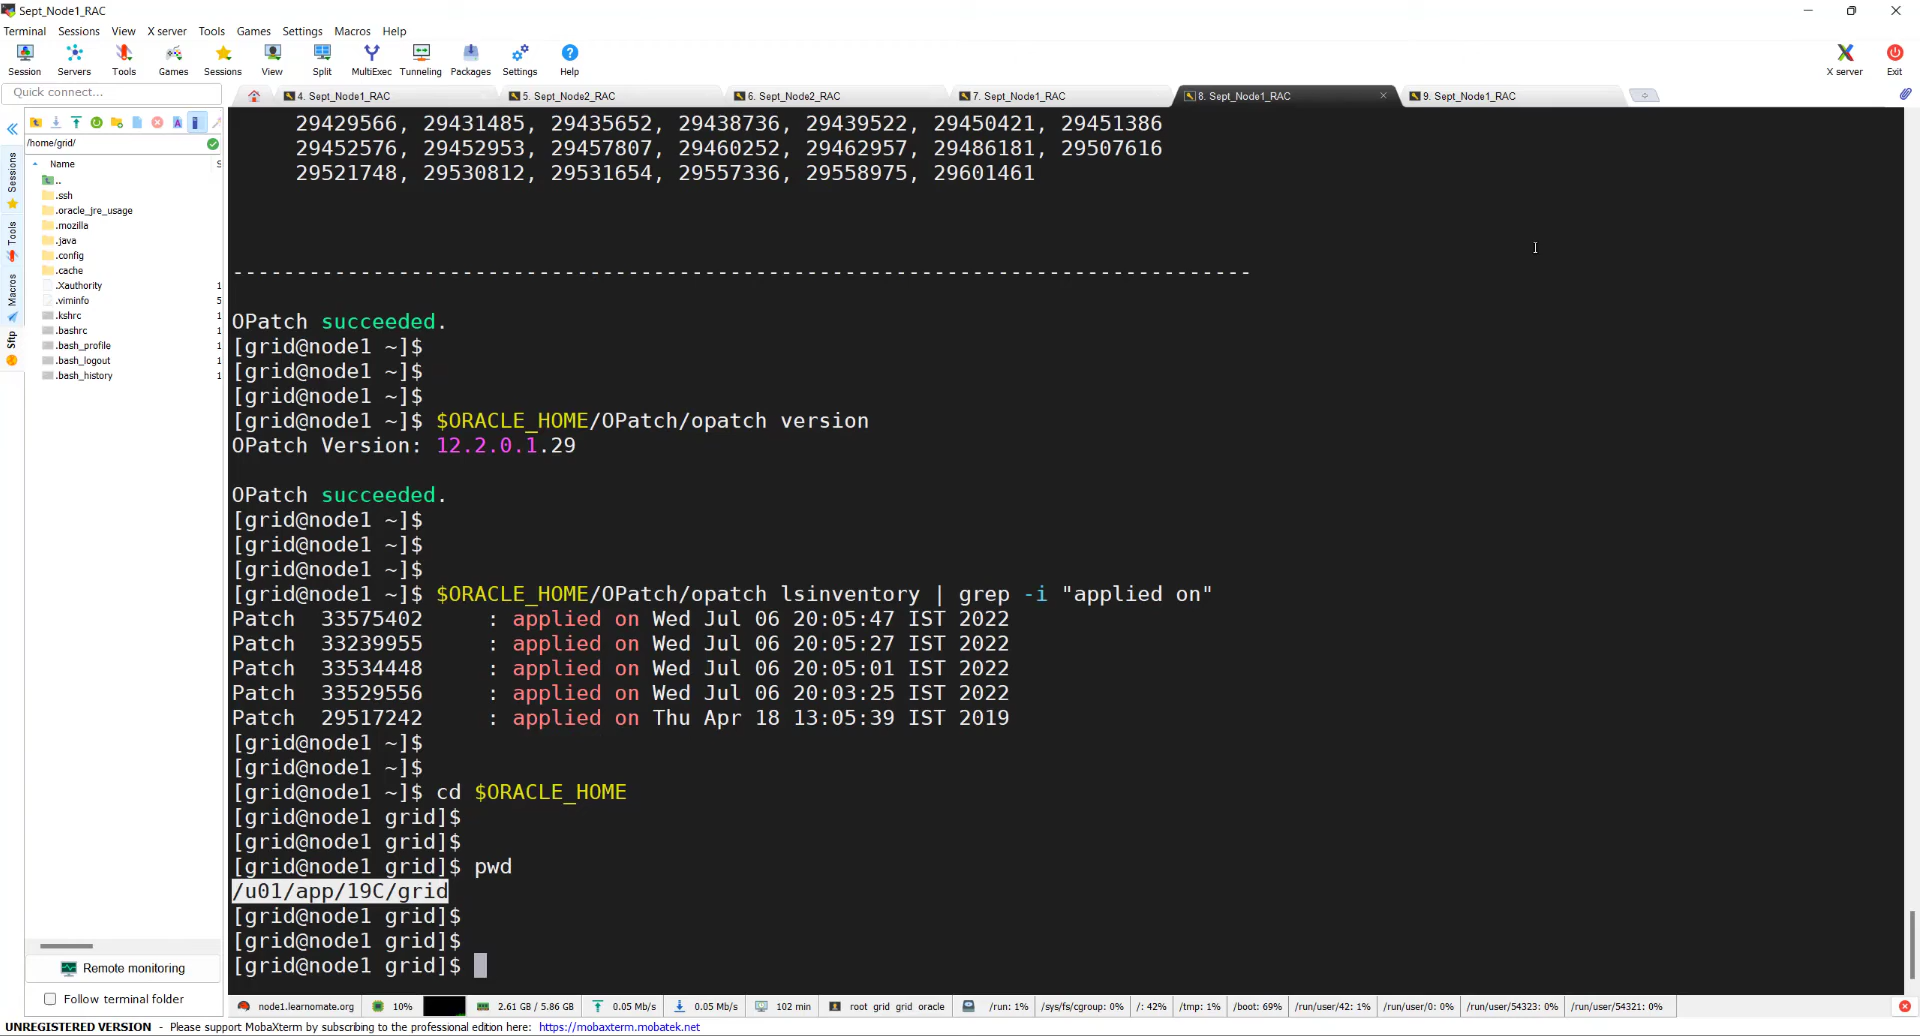 Sept_Node1_RAC
Terminal Sessions View X server Tools Games Settings Macros Help
Session Servers Tools Games Sessions View Split MultiExec Tunneling Packages Settings Help X server Exit
Quick connect...
4. Sept_Node1_RAC
5. Sept_Node2_RAC
6. Sept_Node2_RAC
7. Sept_Node1_RAC
8. Sept_Node1_RAC
9. Sept_Node1_RAC
/home/grid/
Name S
..
.ssh
.oracle_jre_usage
.mozilla
.java
.config
.cache
.Xauthority 1
.viminfo 5
.kshrc 1
.bashrc 1
.bash_profile 1
.bash_logout 1
.bash_history 1
Sessions
Tools
Macros
Sftp
Remote monitoring
Follow terminal folder
29429566, 29431485, 29435652, 29438736, 29439522, 29450421, 29451386
29452576, 29452953, 29457807, 29460252, 29462957, 29486181, 29507616
29521748, 29530812, 29531654, 29557336, 29558975, 29601461
--------------------------------------------------------------------------------
OPatch succeeded.
[grid@node1 ~]$
[grid@node1 ~]$
[grid@node1 ~]$
[grid@node1 ~]$ $ORACLE_HOME/OPatch/opatch version
OPatch Version: 12.2.0.1.29
OPatch succeeded.
[grid@node1 ~]$
[grid@node1 ~]$
[grid@node1 ~]$
[grid@node1 ~]$ $ORACLE_HOME/OPatch/opatch lsinventory | grep -i "applied on"
Patch  33575402     : applied on Wed Jul 06 20:05:47 IST 2022
Patch  33239955     : applied on Wed Jul 06 20:05:27 IST 2022
Patch  33534448     : applied on Wed Jul 06 20:05:01 IST 2022
Patch  33529556     : applied on Wed Jul 06 20:03:25 IST 2022
Patch  29517242     : applied on Thu Apr 18 13:05:39 IST 2019
[grid@node1 ~]$
[grid@node1 ~]$
[grid@node1 ~]$ cd $ORACLE_HOME
[grid@node1 grid]$
[grid@node1 grid]$
[grid@node1 grid]$ pwd
/u01/app/19C/grid
[grid@node1 grid]$
[grid@node1 grid]$
[grid@node1 grid]$
node1.learnomate.org 10% 2.61 GB / 5.86 GB 0.05 Mb/s 0.05 Mb/s 102 min root grid grid oracle /run: 1% /sys/fs/cgroup: 0% /: 42% /tmp: 1% /boot: 69% /run/user/42: 1% /run/user/0: 0% /run/user/54323: 0% /run/user/54321: 0%
UNREGISTERED VERSION - Please support MobaXterm by subscribing to the professional edition here: https://mobaxterm.mobatek.net